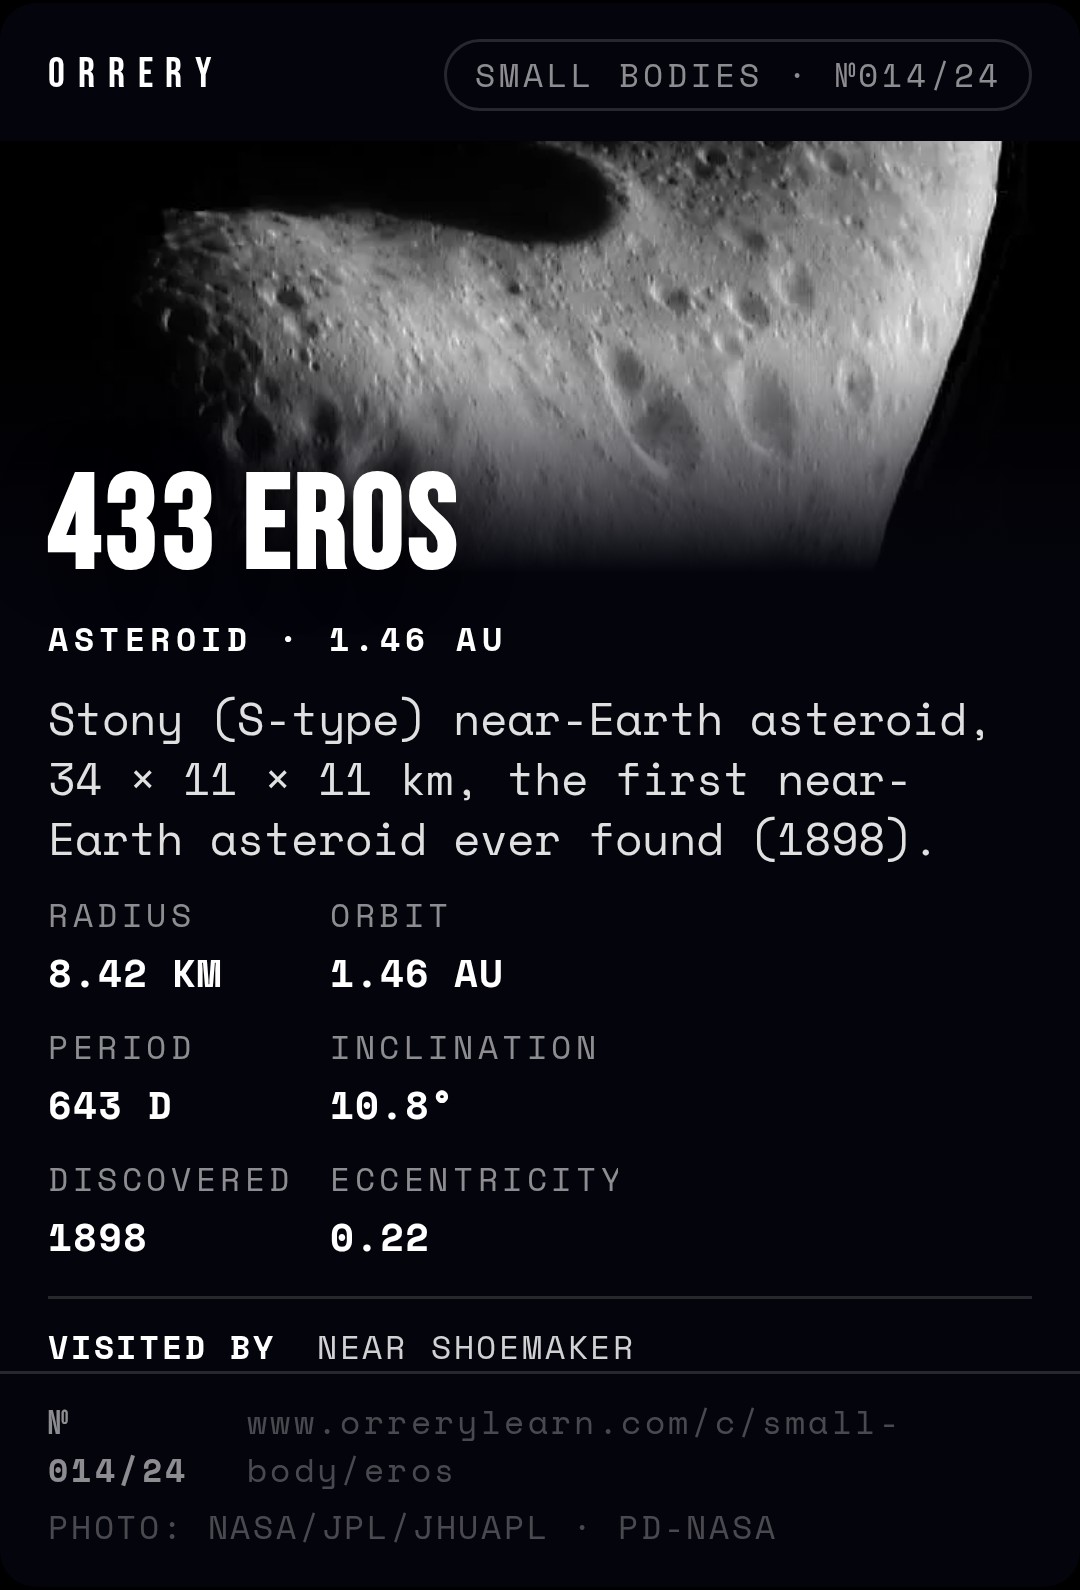 ORRERY
SMALL BODIES · №014/24
433 EROS
ASTEROID · 1.46 AU
Stony (S-type) near-Earth asteroid,
34 × 11 × 11 km, the first near-
Earth asteroid ever found (1898).
RADIUS ORBIT
8.42 KM 1.46 AU
PERIOD INCLINATION
643 D 10.8°
DISCOVERED ECCENTRICITY
1898 0.22
VISITED BY NEAR SHOEMAKER
№ www.orrerylearn.com/c/small-
014/24 body/eros
PHOTO: NASA/JPL/JHUAPL · PD-NASA